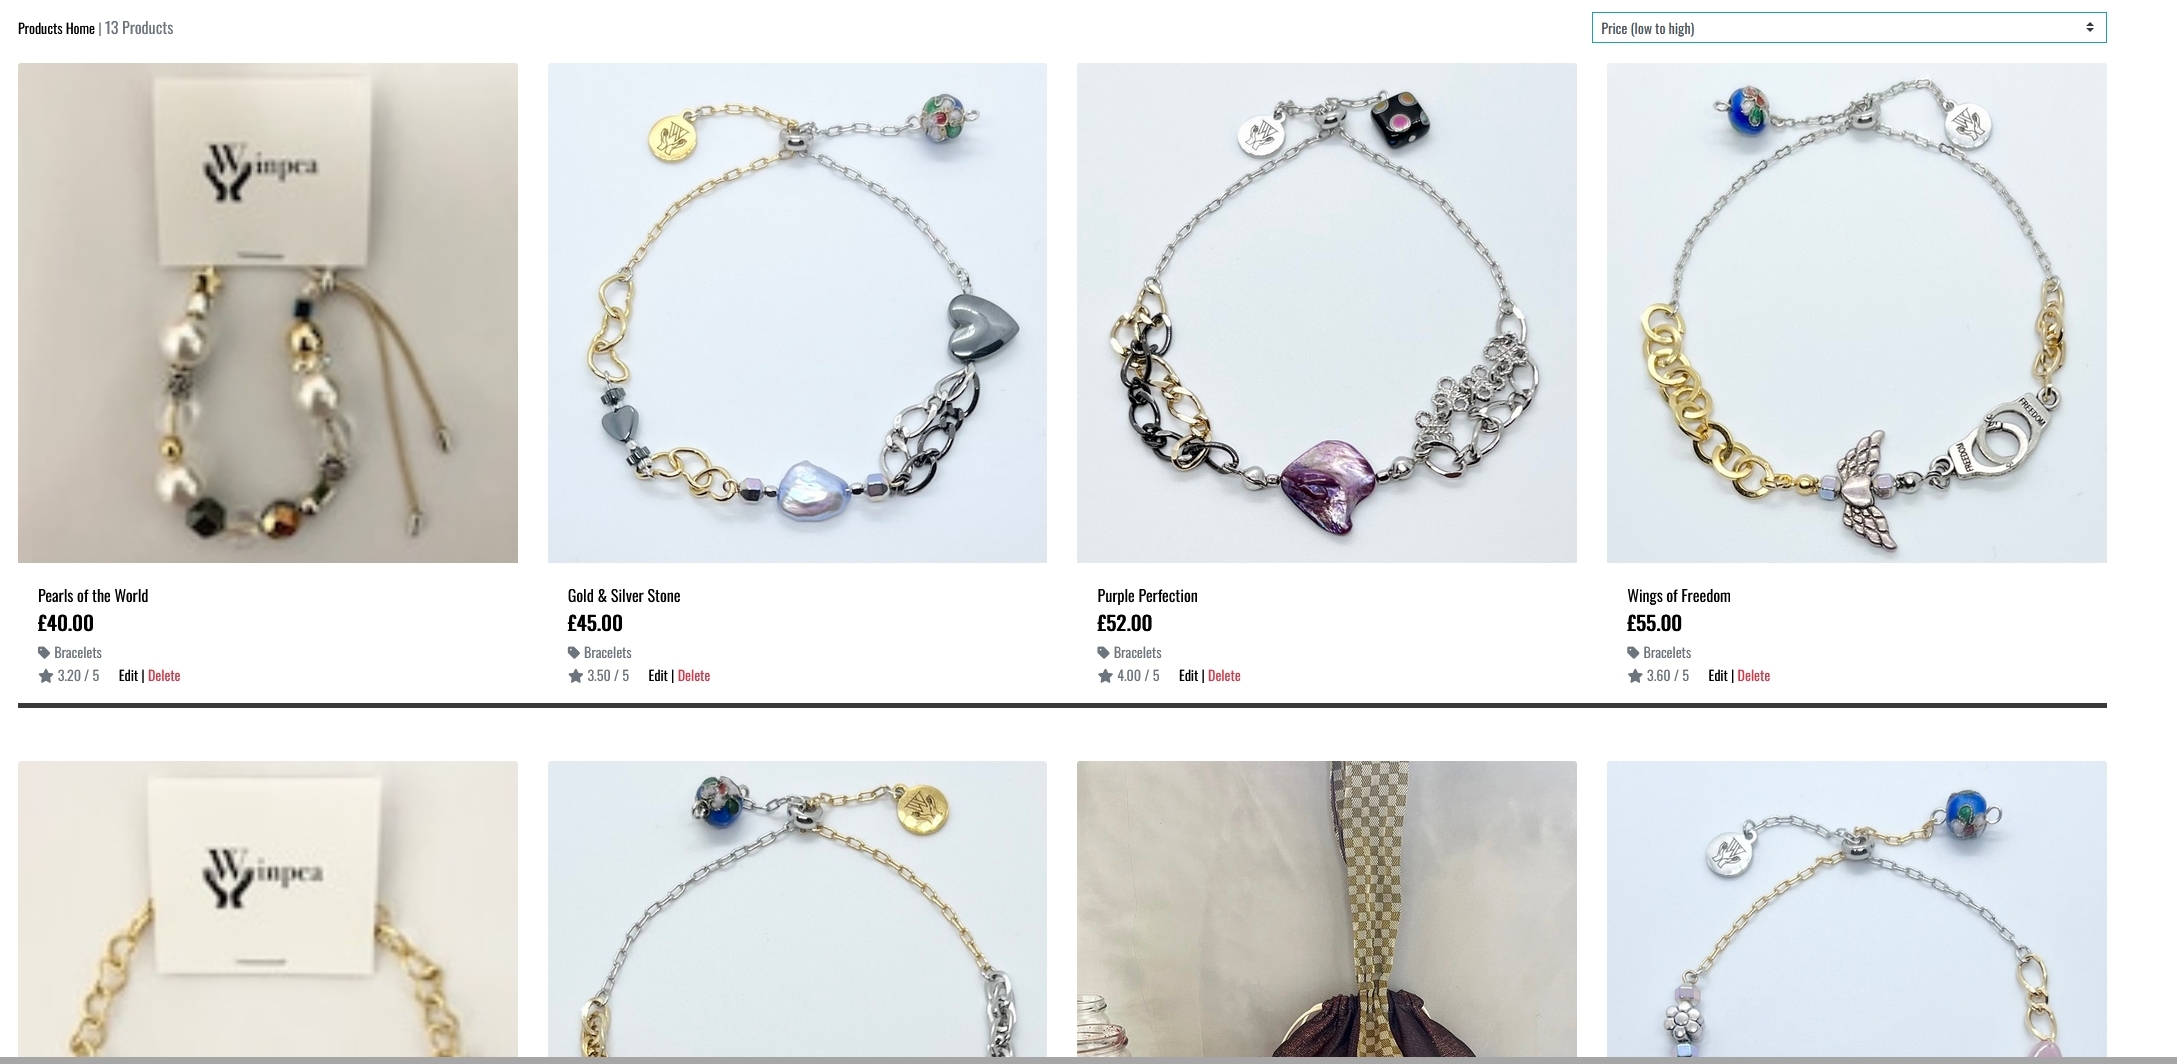 Products Home | 13 Products
Price (low to high)
Winpea
FREEDOM
FREEDOM
Pearls of the World
£40.00
Bracelets
3.20 / 5 Edit | Delete
Gold & Silver Stone
£45.00
Bracelets
3.50 / 5 Edit | Delete
Purple Perfection
£52.00
Bracelets
4.00 / 5 Edit | Delete
Wings of Freedom
£55.00
Bracelets
3.60 / 5 Edit | Delete
Winpea